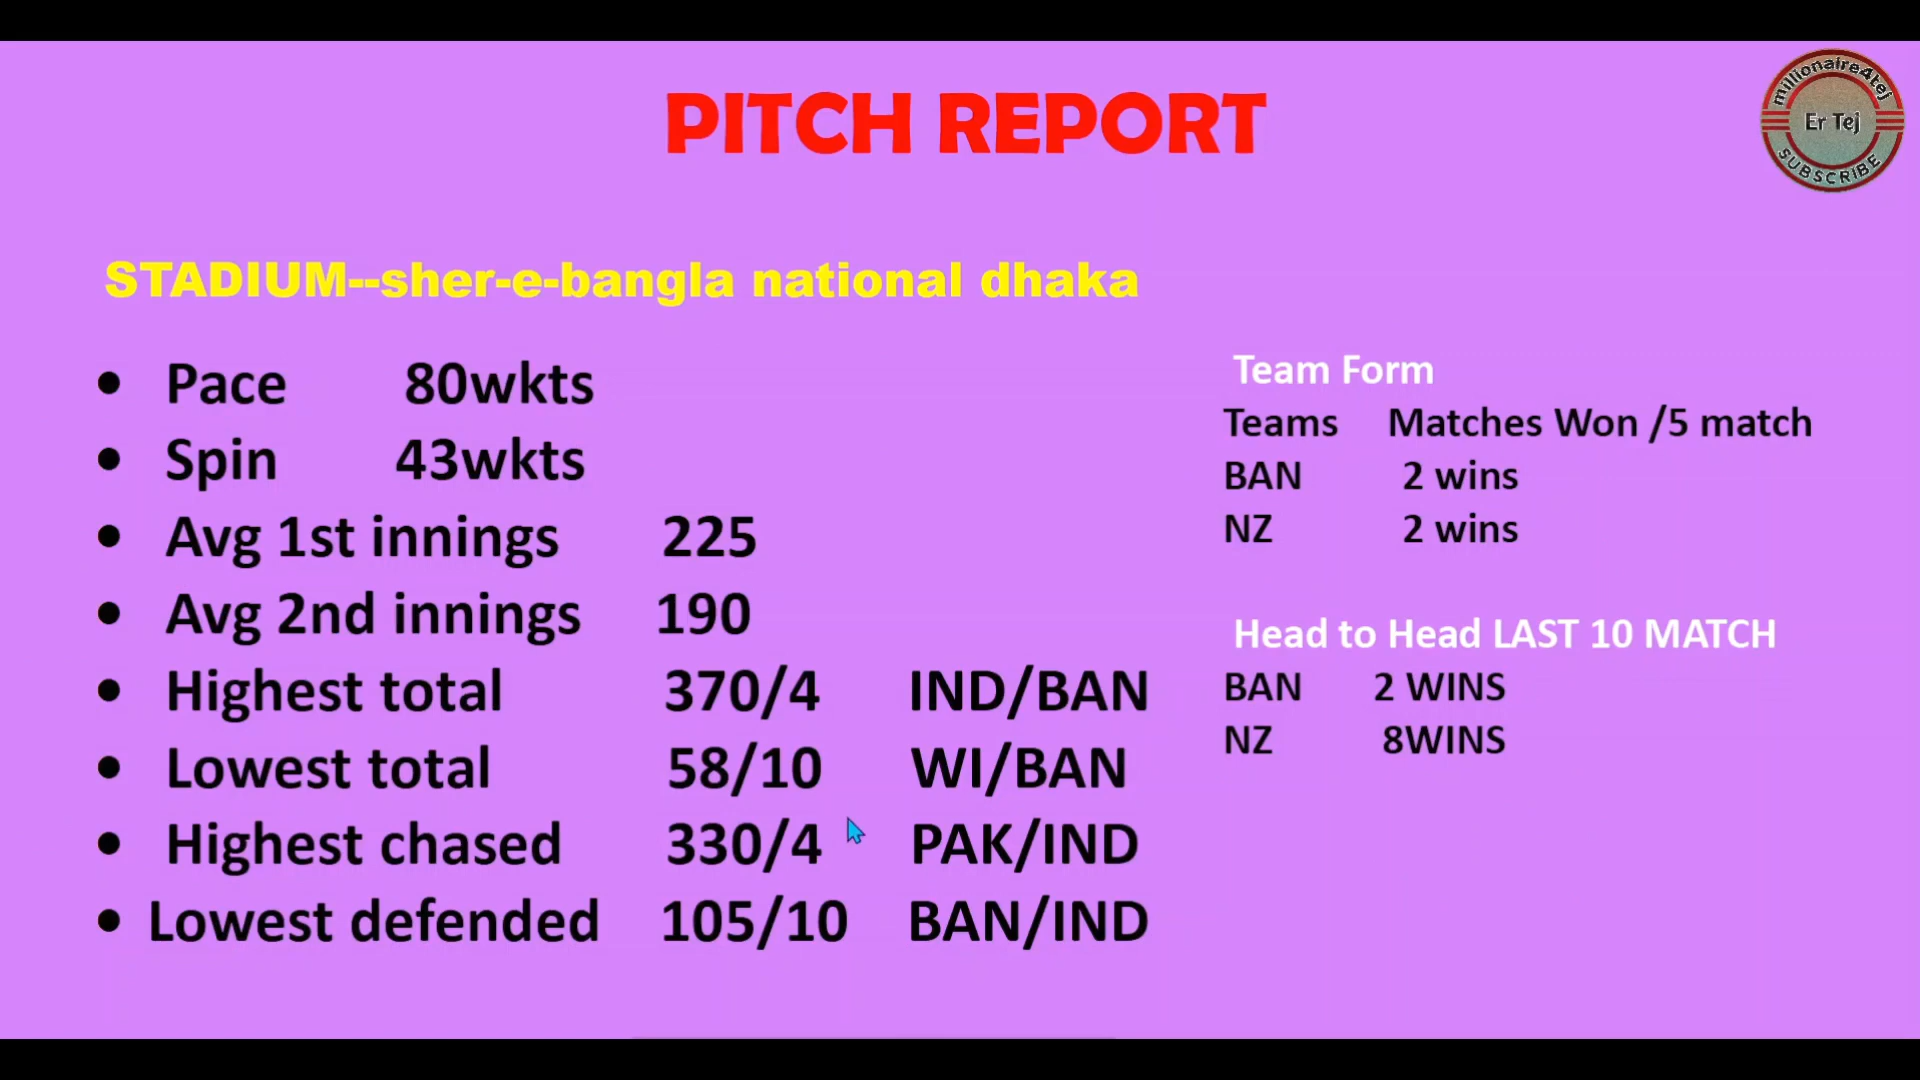 PITCH REPORT
millionaire4tej
Er Tej
SUBSCRIBE
STADIUM--sher-e-bangla national dhaka
• Pace 80wkts
• Spin 43wkts
• Avg 1st innings 225
• Avg 2nd innings 190
• Highest total 370/4 IND/BAN
• Lowest total 58/10 WI/BAN
• Highest chased 330/4 PAK/IND
• Lowest defended 105/10 BAN/IND
Team Form
Teams Matches Won /5 match
BAN 2 wins
NZ 2 wins
Head to Head LAST 10 MATCH
BAN 2 WINS
NZ 8WINS